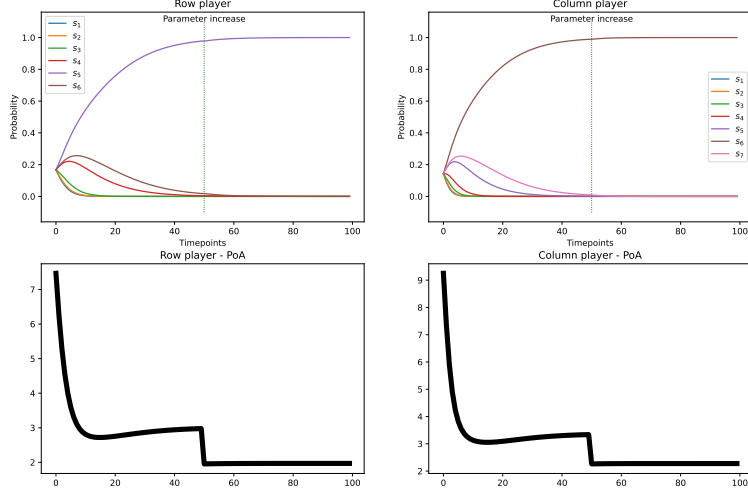 Row player
Parameter increase
s1
s2
s3
s4
s5
s6
Probability
1.0
0.8
0.6
0.4
0.2
0.0
0 20 40 60 80 100
Timepoints
Column player
Parameter increase
s1
s2
s3
s4
s5
s6
s7
Probability
1.0
0.8
0.6
0.4
0.2
0.0
0 20 40 60 80 100
Timepoints
Row player - PoA
7
6
5
4
3
2
0 20 40 60 80 100
Column player - PoA
9
8
7
6
5
4
3
2
0 20 40 60 80 100